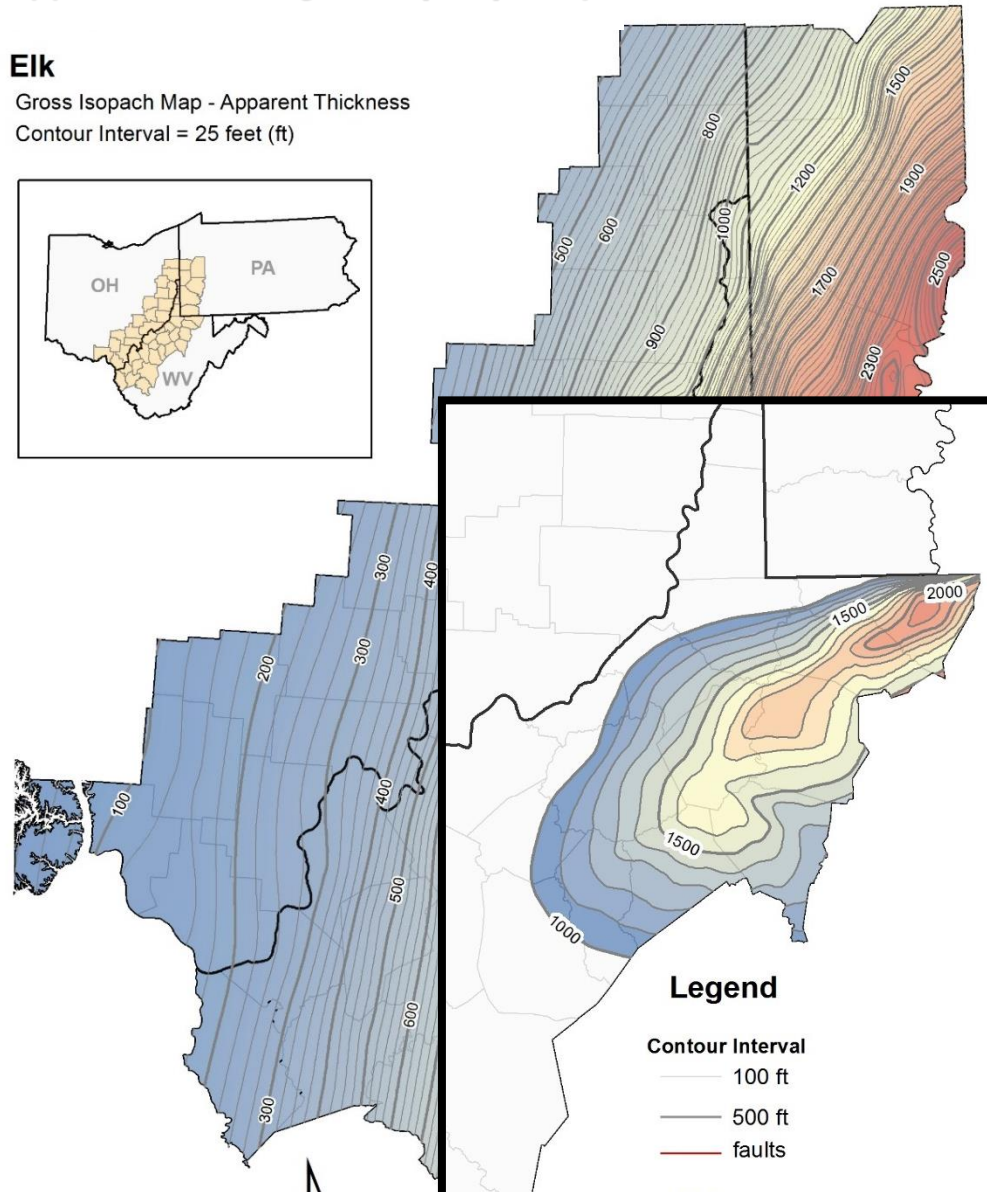 Elk
Gross Isopach Map - Apparent Thickness
Contour Interval = 25 feet (ft)
OH
PA
WV
1500
800
1200
1900
500
600
1000
2500
1700
900
2300
300
400
200
300
100
400
500
600
300
2000
1500
1500
1000
Legend
Contour Interval
100 ft
500 ft
faults